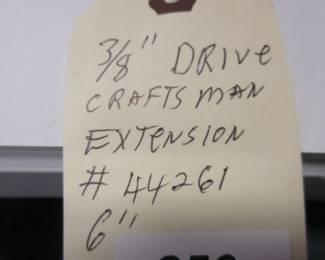 3/8" DRIVE
CRAFTSMAN
EXTENSION
# 44261
6"